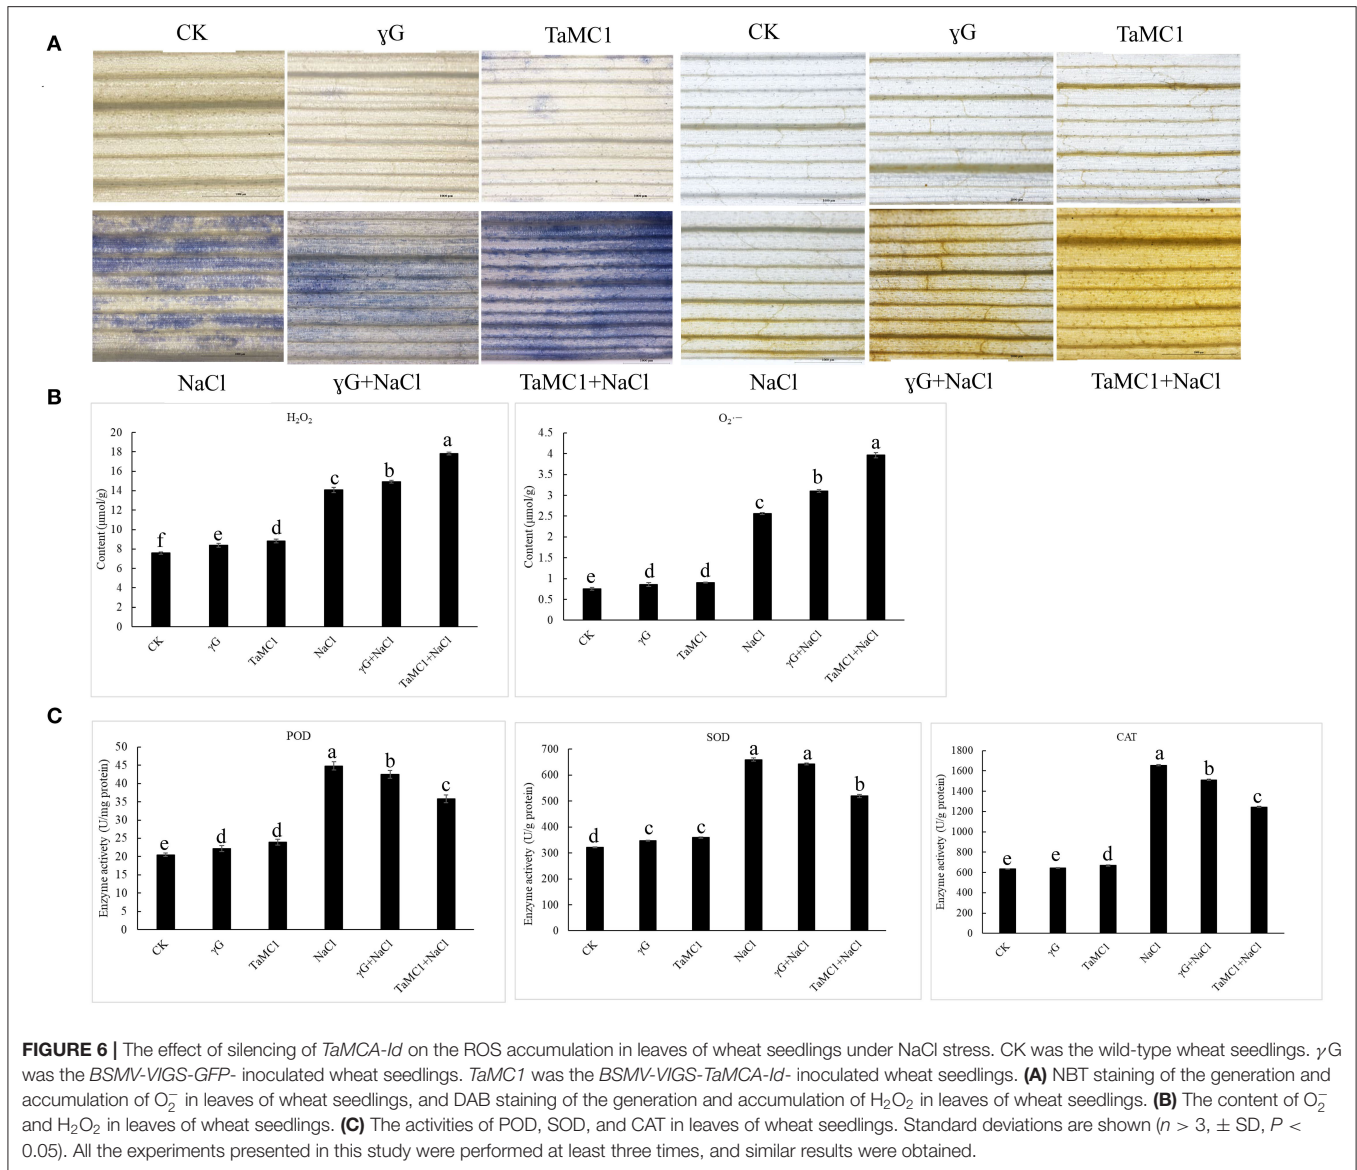 A
CK ɣG TaMC1 CK ɣG TaMC1
NaCl ɣG+NaCl TaMC1+NaCl NaCl ɣG+NaCl TaMC1+NaCl
B
H₂O₂
Content (μmol/g)
20
18
16
14
12
10
8
6
4
2
0
f e d c b a
CK γG TaMC1 NaCl γG+NaCl TaMC1+NaCl
O₂·−
Content (μmol/g)
4.5
4
3.5
3
2.5
2
1.5
1
0.5
0
e d d c b a
CK γG TaMC1 NaCl γG+NaCl TaMC1+NaCl
C
POD
Enzyme activety (U/mg protein)
50
45
40
35
30
25
20
15
10
5
0
e d d a b c
CK γG TaMC1 NaCl γG+NaCl TaMC1+NaCl
SOD
Enzyme activety (U/g protein)
700
600
500
400
300
200
100
0
d c c a a b
CK γG TaMC1 NaCl γG+NaCl TaMC1+NaCl
CAT
Enzyme activety (U/g protein)
1800
1600
1400
1200
1000
800
600
400
200
0
e e d a b c
CK γG TaMC1 NaCl γG+NaCl TaMC1+NaCl
FIGURE 6 | The effect of silencing of TaMCA-Id on the ROS accumulation in leaves of wheat seedlings under NaCl stress. CK was the wild-type wheat seedlings. γG
was the BSMV-VIGS-GFP- inoculated wheat seedlings. TaMC1 was the BSMV-VIGS-TaMCA-Id- inoculated wheat seedlings. (A) NBT staining of the generation and
accumulation of O₂⁻ in leaves of wheat seedlings, and DAB staining of the generation and accumulation of H₂O₂ in leaves of wheat seedlings. (B) The content of O₂⁻
and H₂O₂ in leaves of wheat seedlings. (C) The activities of POD, SOD, and CAT in leaves of wheat seedlings. Standard deviations are shown (n > 3, ± SD, P <
0.05). All the experiments presented in this study were performed at least three times, and similar results were obtained.